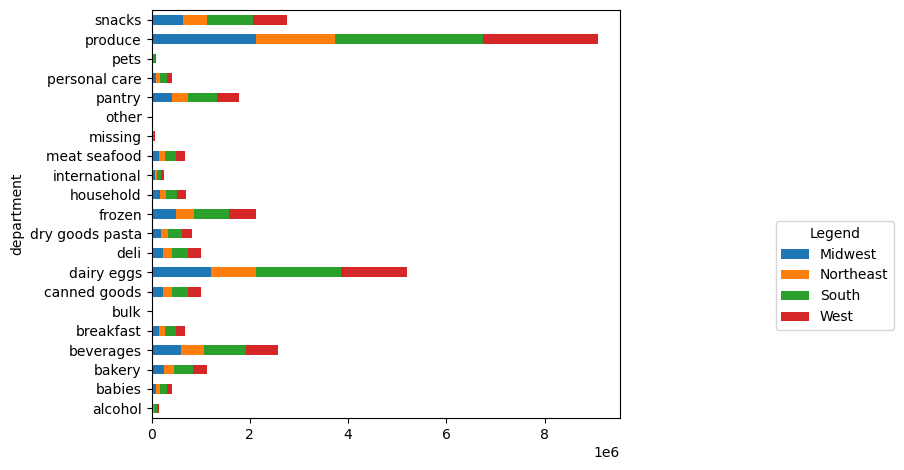 snacks
produce
pets
personal care
pantry
other
missing
meat seafood
international
household
frozen
dry goods pasta
deli
dairy eggs
canned goods
bulk
breakfast
beverages
bakery
babies
alcohol
department
0 2 4 6 8
1e6
Legend
Midwest
Northeast
South
West